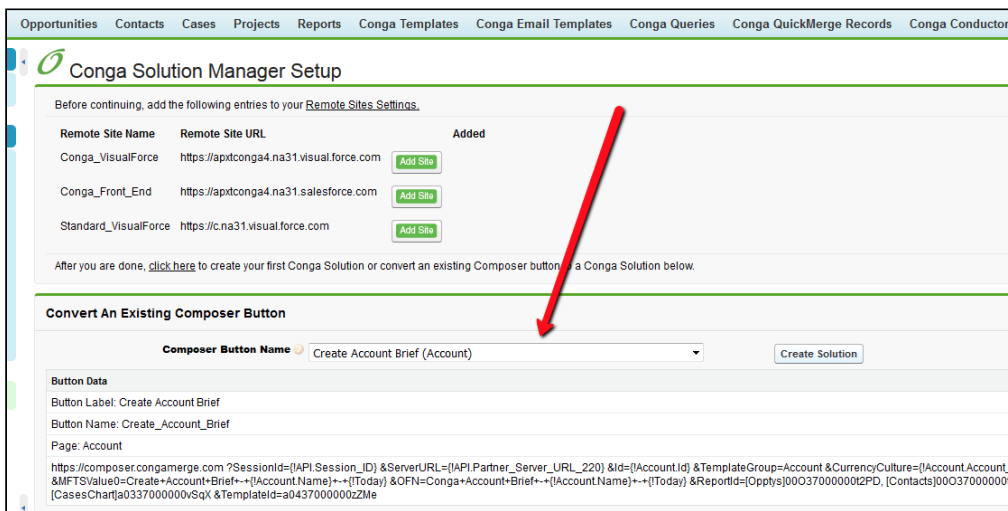 Opportunities Contacts Cases Projects Reports Conga Templates Conga Email Templates Conga Queries Conga QuickMerge Records Conga Conductor
Conga Solution Manager Setup
Before continuing, add the following entries to your Remote Sites Settings.
Remote Site Name Remote Site URL Added
Conga_VisualForce https://apxtconga4.na31.visual.force.com Add Site
Conga_Front_End https://apxtconga4.na31.salesforce.com Add Site
Standard_VisualForce https://c.na31.visual.force.com Add Site
After you are done, click here to create your first Conga Solution or convert an existing Composer button a Conga Solution below.
Convert An Existing Composer Button
Composer Button Name Create Account Brief (Account) Create Solution
Button Data
Button Label: Create Account Brief
Button Name: Create_Account_Brief
Page: Account
https://composer.congamerge.com ?SessionId={!API.Session_ID} &ServerURL={!API.Partner_Server_URL_220} &Id={!Account.Id} &TemplateGroup=Account &CurrencyCulture={!Account.Account_
&MFTSValue0=Create+Account+Brief+-+{!Account.Name}+-+{!Today} &OFN=Conga+Account+Brief+-+{!Account.Name}+-+{!Today} &ReportId=[Opptys]00O37000000t2PD, [Contacts]00O37000000t
[CasesChart]a0337000000vSqX &TemplateId=a0437000000zZMe